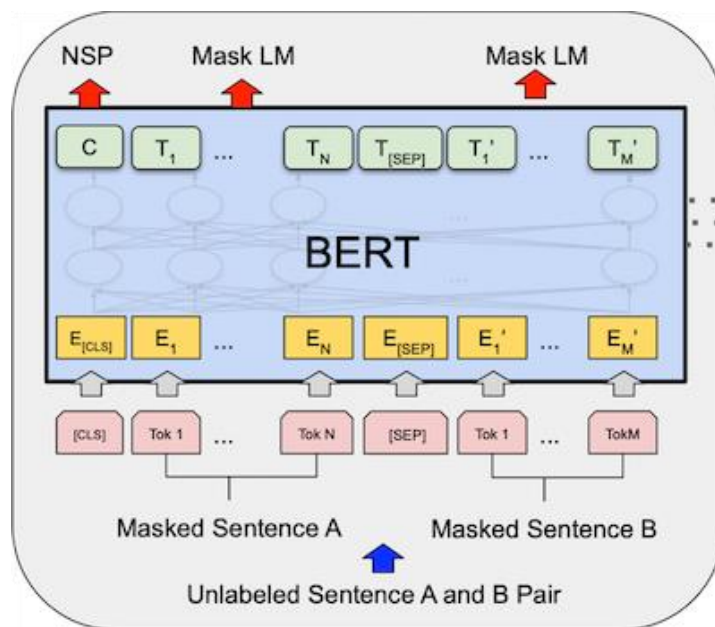 NSP Mask LM Mask LM
C T1 ... TN T[SEP] T1' ... TM'
...
BERT
...
E[CLS] E1 ... EN E[SEP] E1' ... EM'
[CLS] Tok 1 ... Tok N [SEP] Tok 1 ... TokM
Masked Sentence A Masked Sentence B
Unlabeled Sentence A and B Pair